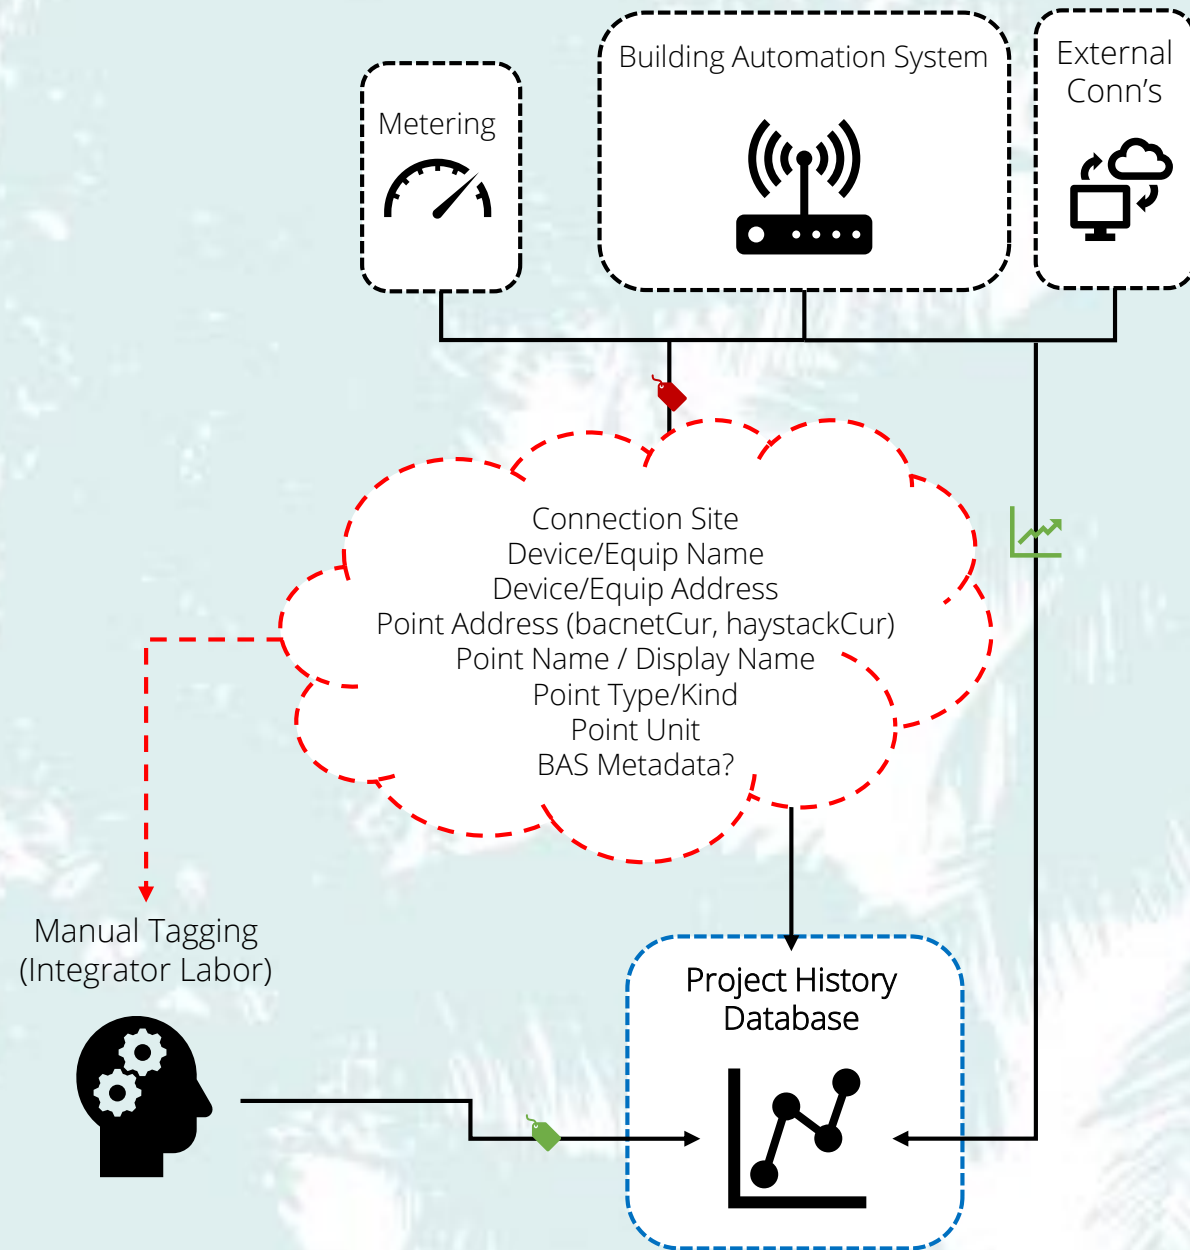 Building Automation System
External
Conn's
Metering
Connection Site
Device/Equip Name
Device/Equip Address
Point Address (bacnetCur, haystackCur)
Point Name / Display Name
Point Type/Kind
Point Unit
BAS Metadata?
Manual Tagging
(Integrator Labor)
Project History
Database